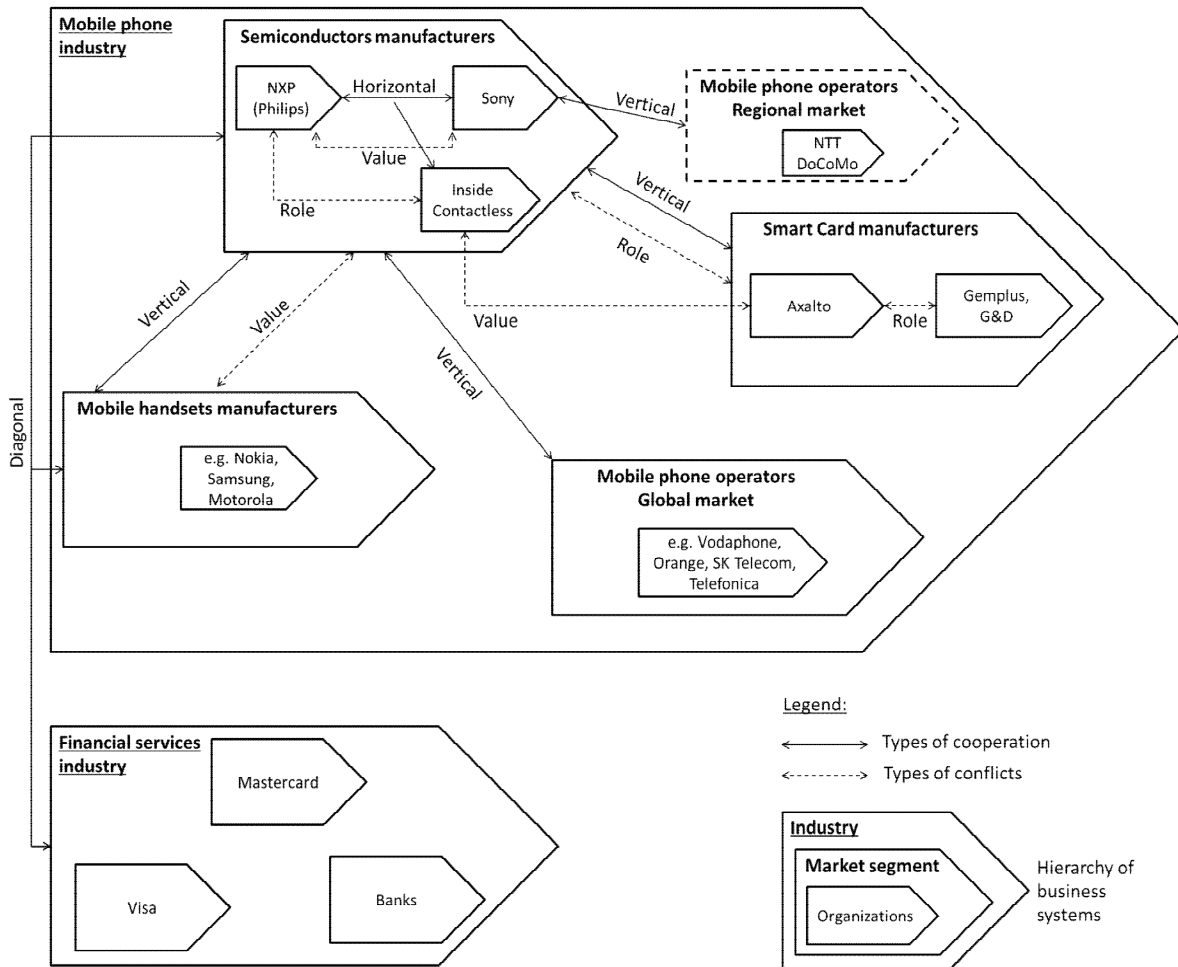 Mobile phone
industry
Semiconductors manufacturers
NXP
(Philips)
Horizontal
Sony
Value
Role
Inside
Contactless
Vertical
Mobile phone operators
Regional market
NTT
DoCoMo
Vertical
Role
Smart Card manufacturers
Axalto
Role
Gemplus,
G&D
Value
Vertical
Value
Vertical
Diagonal
Mobile handsets manufacturers
e.g. Nokia,
Samsung,
Motorola
Mobile phone operators
Global market
e.g. Vodaphone,
Orange, SK Telecom,
Telefonica
Financial services
industry
Mastercard
Visa
Banks
Legend:
Types of cooperation
Types of conflicts
Industry
Market segment
Organizations
Hierarchy of
business
systems